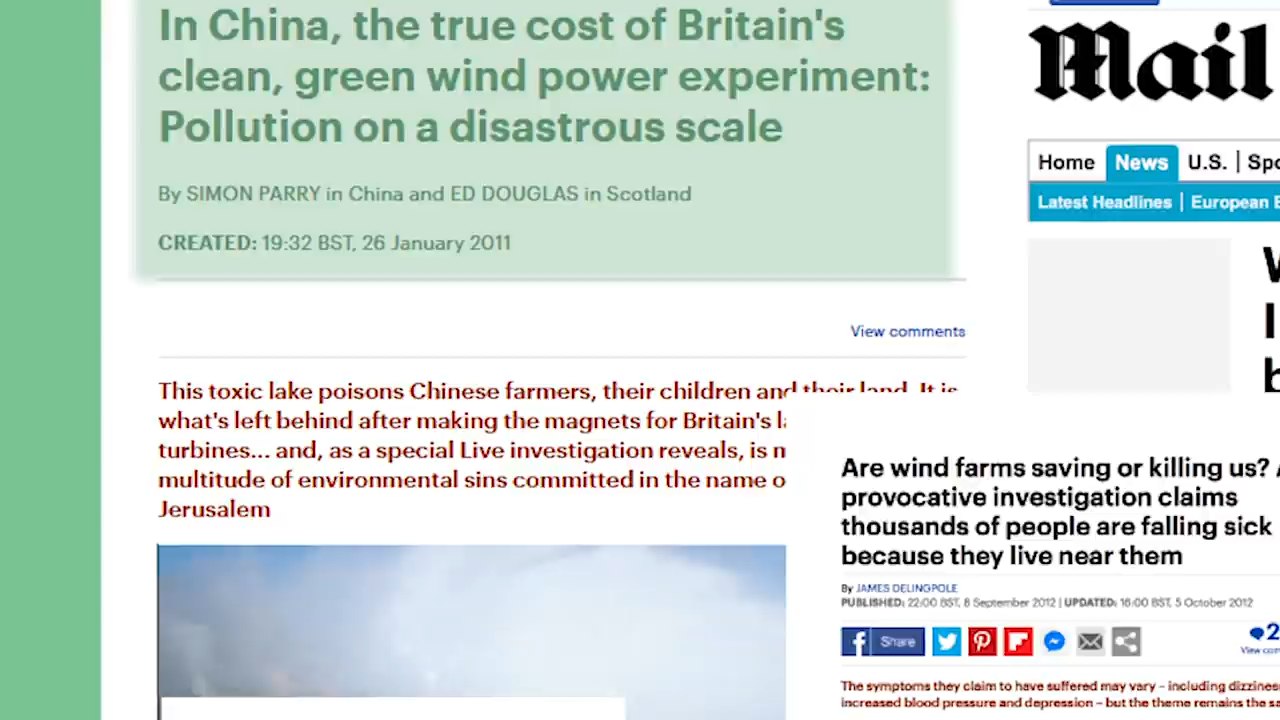 In China, the true cost of Britain's
clean, green wind power experiment:
Pollution on a disastrous scale
By SIMON PARRY in China and ED DOUGLAS in Scotland
CREATED: 19:32 BST, 26 January 2011
View comments
This toxic lake poisons Chinese farmers, their children and their land. It is
what's left behind after making the magnets for Britain's
turbines... and, as a special Live investigation reveals, is
multitude of environmental sins committed in the name
Jerusalem
Mail
Home News U.S.
Latest Headlines European
Are wind farms saving or killing us?
provocative investigation claims
thousands of people are falling sick
because they live near them
By JAMES DELINGPOLE
PUBLISHED: 22:00 BST, 8 September 2012 | UPDATED: 16:00 BST, 5 October 2012
Share
2
View
The symptoms they claim to have suffered may vary – including
increased blood pressure and depression – but the theme remains the